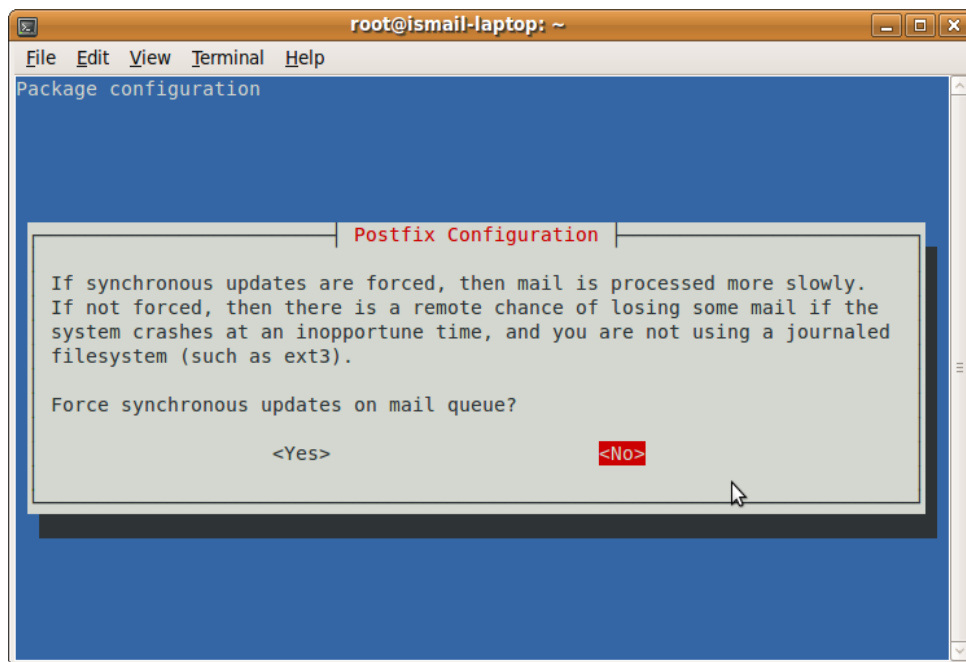 root@ismail-laptop: ~
File Edit View Terminal Help
Package configuration
Postfix Configuration
If synchronous updates are forced, then mail is processed more slowly.
If not forced, then there is a remote chance of losing some mail if the
system crashes at an inopportune time, and you are not using a journaled
filesystem (such as ext3).
Force synchronous updates on mail queue?
<Yes> <No>